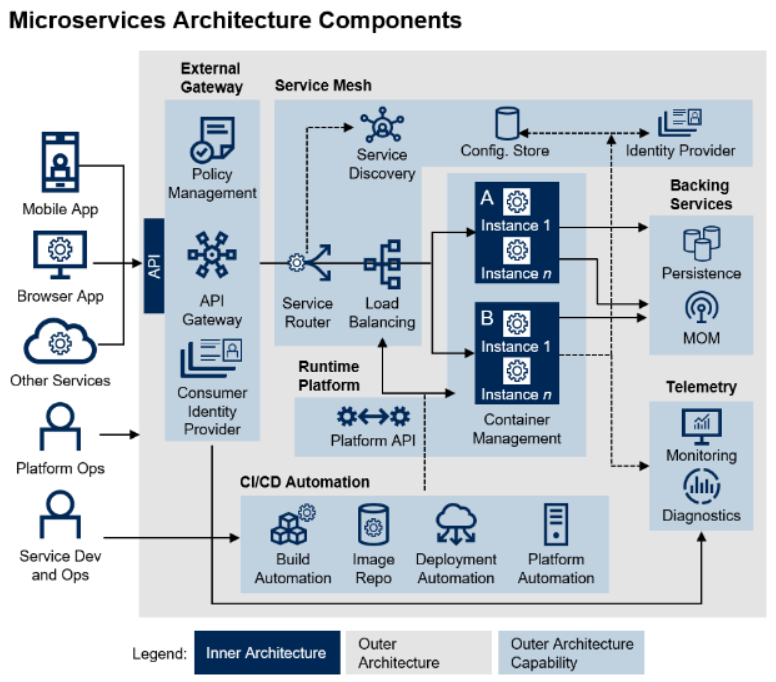 Microservices Architecture Components
External
Gateway
Service Mesh
Policy
Management
Service
Discovery
Config. Store
Identity Provider
Mobile App
Browser App
Other Services
API
API
Gateway
Consumer
Identity
Provider
Service
Router
Load
Balancing
A
Instance 1
Instance n
B
Instance 1
Instance n
Container
Management
Backing
Services
Persistence
MOM
Runtime
Platform
Platform API
Telemetry
Monitoring
Diagnostics
Platform Ops
Service Dev
and Ops
CI/CD Automation
Build
Automation
Image
Repo
Deployment
Automation
Platform
Automation
Legend:
Inner Architecture
Outer
Architecture
Outer Architecture
Capability